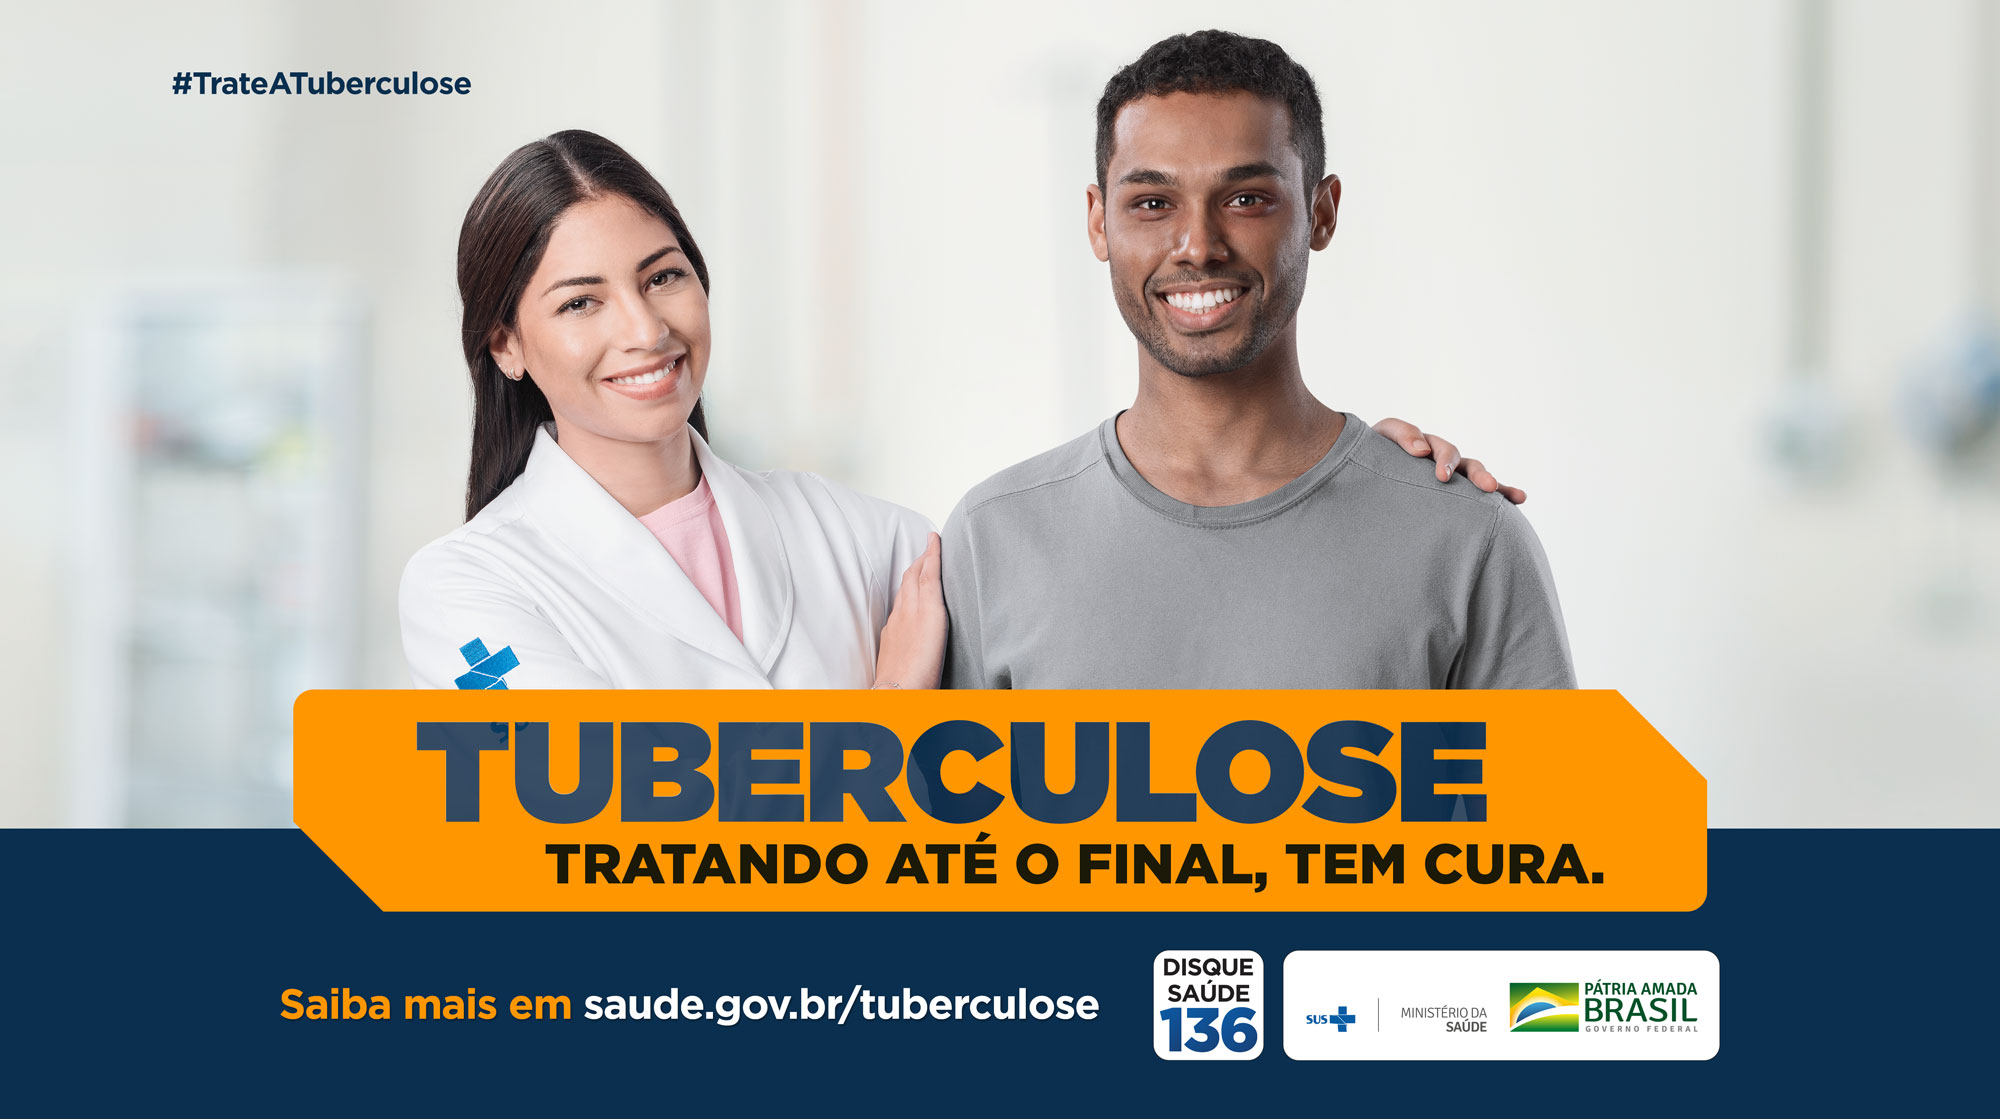 #TrateATuberculose
TUBERCULOSE
TRATANDO ATÉ O FINAL, TEM CURA.
Saiba mais em saude.gov.br/tuberculose
DISQUE
SAÚDE
136
SUS
MINISTÉRIO DA
SAÚDE
PÁTRIA AMADA
BRASIL
GOVERNO FEDERAL